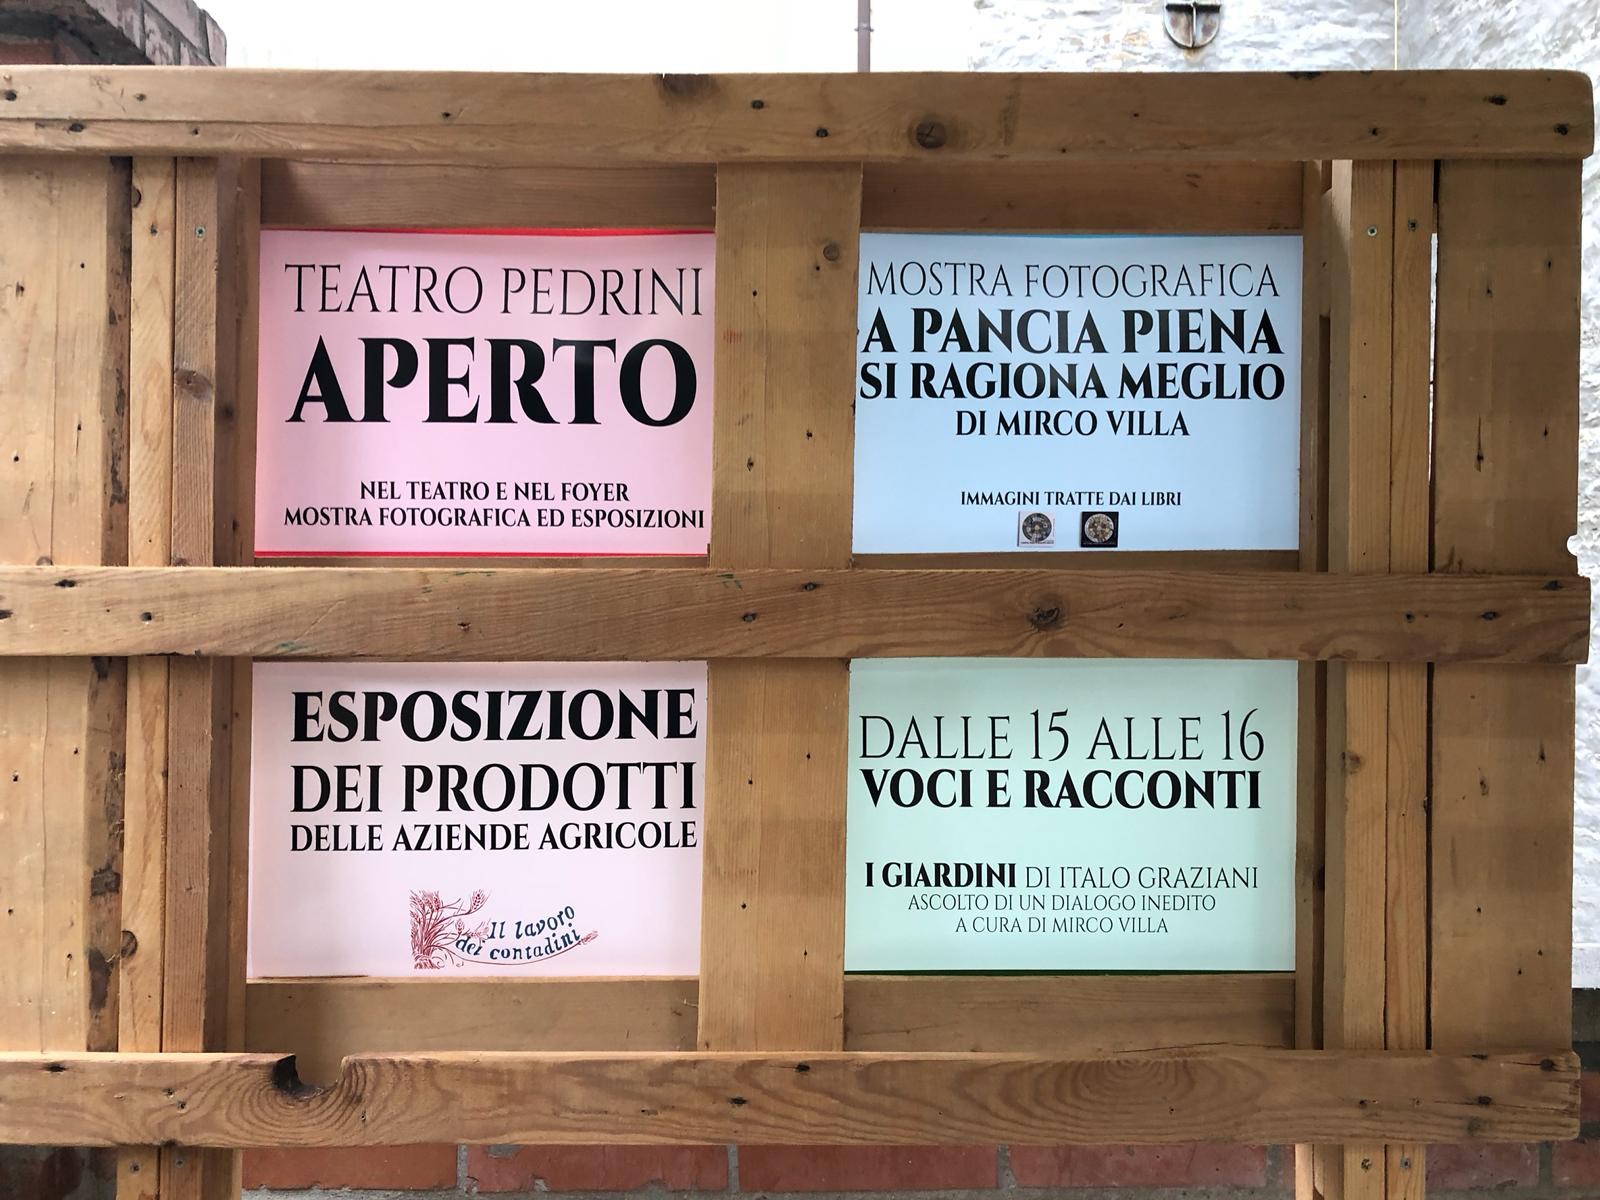 TEATRO PEDRINI
APERTO
NEL TEATRO E NEL FOYER
MOSTRA FOTOGRAFICA ED ESPOSIZIONI
MOSTRA FOTOGRAFICA
A PANCIA PIENA
SI RAGIONA MEGLIO
DI MIRCO VILLA
IMMAGINI TRATTE DAI LIBRI
ESPOSIZIONE
DEI PRODOTTI
DELLE AZIENDE AGRICOLE
Il lavoro
dei contadini
DALLE 15 ALLE 16
VOCI E RACCONTI
I GIARDINI DI ITALO GRAZIANI
ASCOLTO DI UN DIALOGO INEDITO
A CURA DI MIRCO VILLA